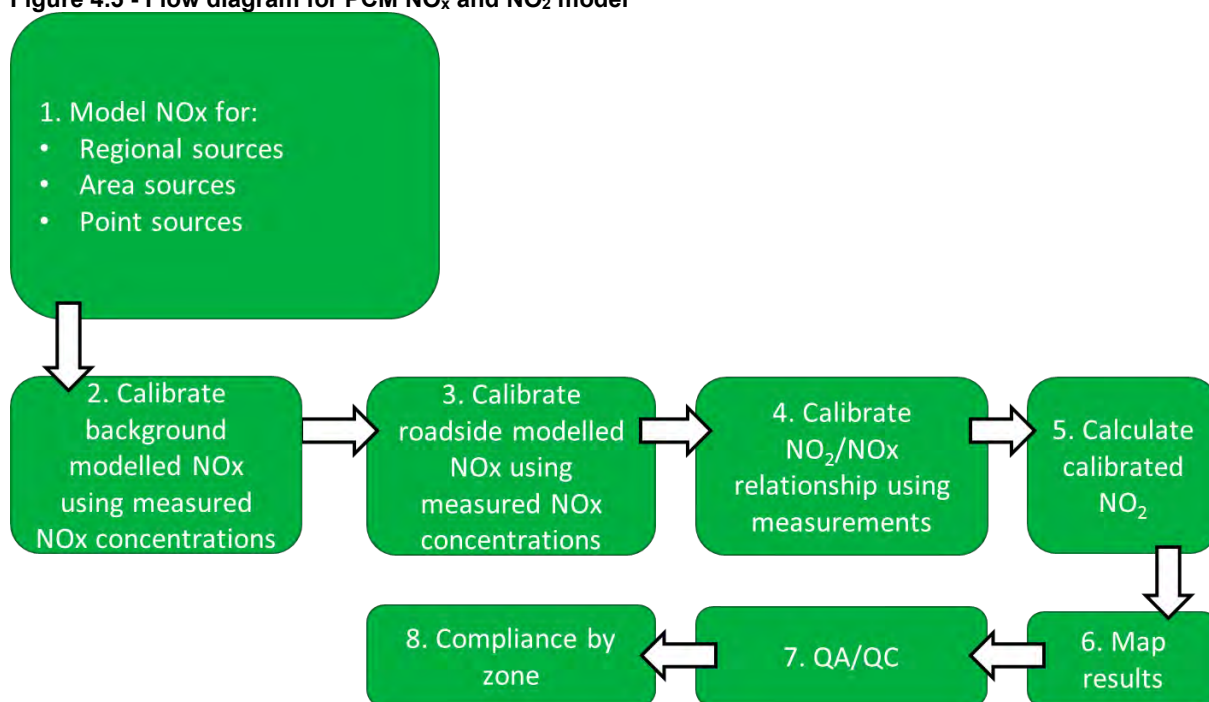 Figure 4.5 - Flow diagram for PCM NOₓ and NO₂ model
1. Model NOx for:
• Regional sources
• Area sources
• Point sources
2. Calibrate
background
modelled NOx
using measured
NOx concentrations
3. Calibrate
roadside modelled
NOx using
measured NOx
concentrations
4. Calibrate
NO₂/NOx
relationship using
measurements
5. Calculate
calibrated
NO₂
8. Compliance by
zone
7. QA/QC
6. Map
results